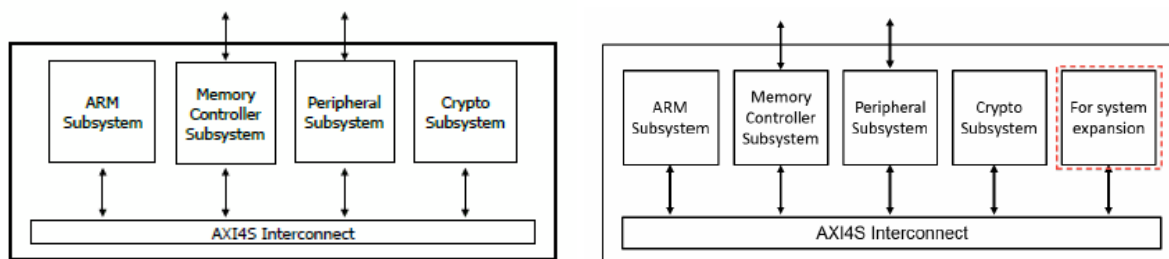 ARM
Subsystem
Memory
Controller
Subsystem
Peripheral
Subsystem
Crypto
Subsystem
AXI4S Interconnect
ARM
Subsystem
Memory
Controller
Subsystem
Peripheral
Subsystem
Crypto
Subsystem
For system
expansion
AXI4S Interconnect